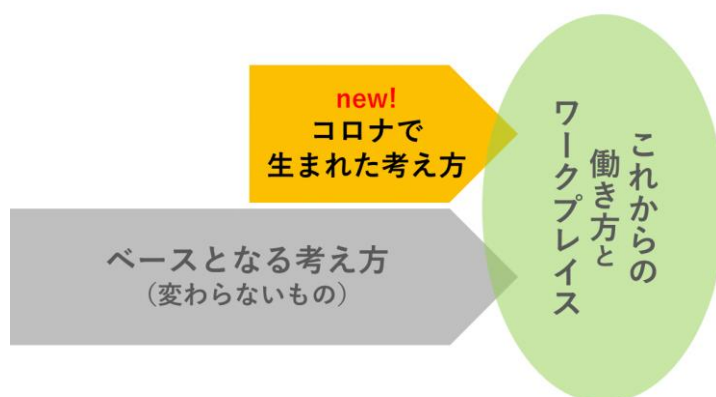 new!
コロナで
生まれた考え方
ベースとなる考え方
（変わらないもの）
これからの
働き方と
ワークプレイス